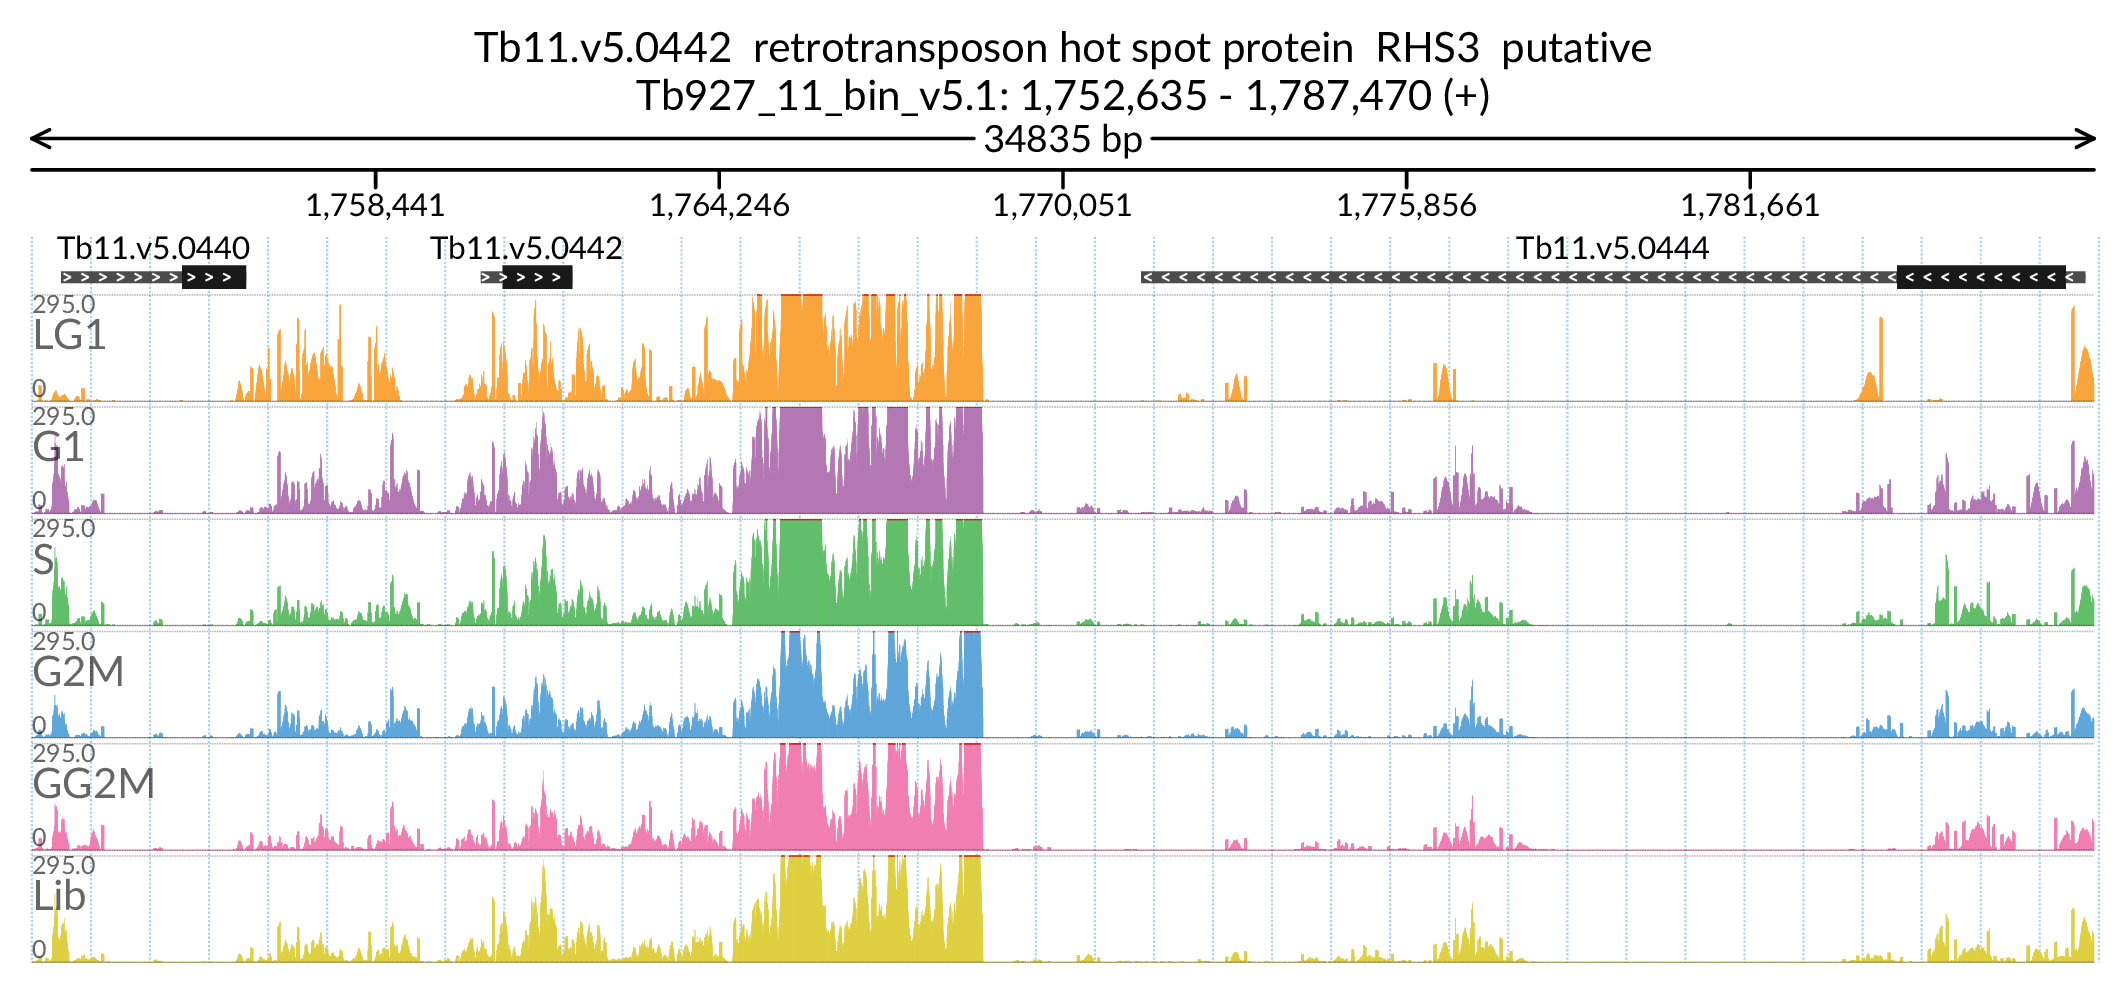 Tb11.v5.0442 retrotransposon hot spot protein RHS3 putative
Tb927_11_bin_v5.1: 1,752,635 - 1,787,470 (+)
34835 bp
1,758,441 1,764,246 1,770,051 1,775,856 1,781,661
Tb11.v5.0440 Tb11.v5.0442 Tb11.v5.0444
295.0
LG1
0
295.0
G1
0
295.0
S
0
295.0
G2M
0
295.0
GG2M
0
295.0
Lib
0